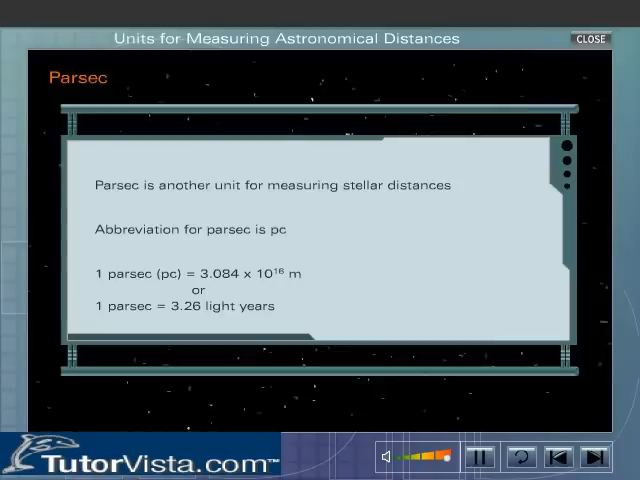 Units for Measuring Astronomical Distances
CLOSE
Parsec
Parsec is another unit for measuring stellar distances
Abbreviation for parsec is pc
1 parsec (pc) = 3.084 x 10¹⁶ m
or
1 parsec = 3.26 light years
TutorVista.com™